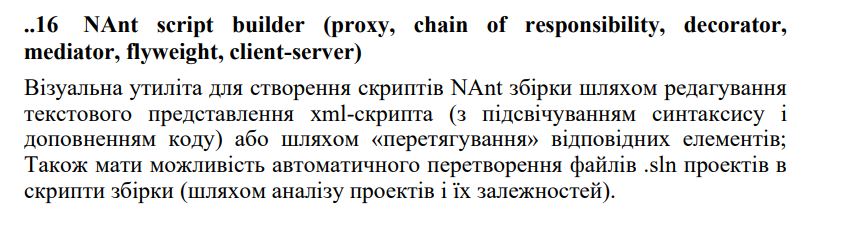 ..16 NAnt script builder (proxy, chain of responsibility, decorator,
mediator, flyweight, client-server)
Візуальна утиліта для створення скриптів NAnt збірки шляхом редагування
текстового представлення xml-скрипта (з підсвічуванням синтаксису і
доповненням коду) або шляхом «перетягування» відповідних елементів;
Також мати можливість автоматичного перетворення файлів .sln проектів в
скрипти збірки (шляхом аналізу проектів і їх залежностей).